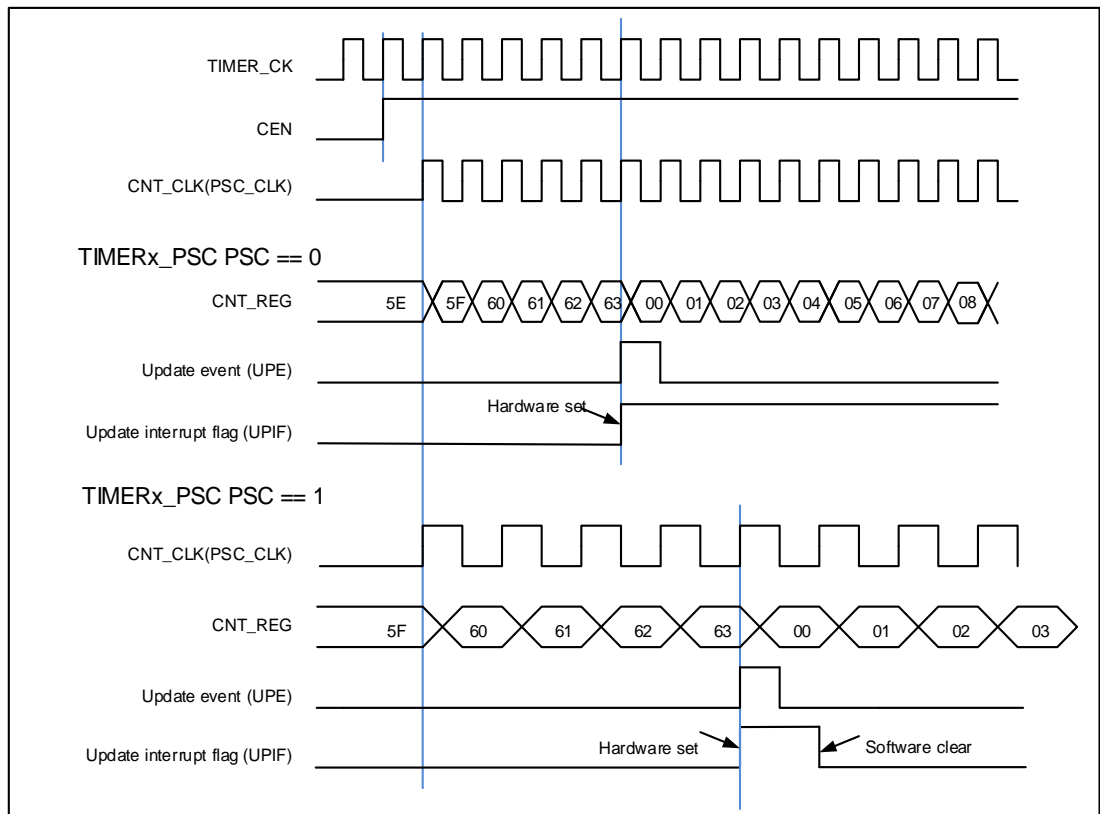 TIMER_CK
CEN
CNT_CLK(PSC_CLK)
TIMERx_PSC PSC == 0
CNT_REG 5E 5F 60 61 62 63 00 01 02 03 04 05 06 07 08
Update event (UPE)
Hardware set
Update interrupt flag (UPIF)
TIMERx_PSC PSC == 1
CNT_CLK(PSC_CLK)
CNT_REG 5F 60 61 62 63 00 01 02 03
Update event (UPE)
Hardware set Software clear
Update interrupt flag (UPIF)